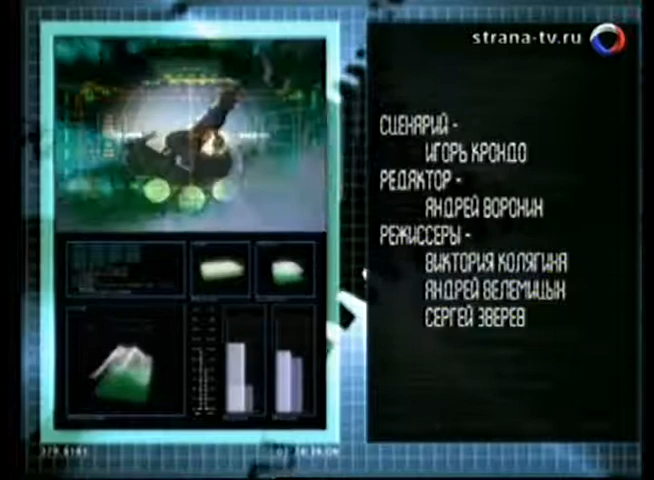 strana-tv.ru
СЦЕНАРИЙ -
ИГОРЬ КРОНДО
РЕДАКТОР -
АНДРЕЙ ВОРОНИН
РЕЖИССЕРЫ -
ВИКТОРИЯ КОЛЯГИНА
АНДРЕЙ ВЕЛЕМИЦЫН
СЕРГЕЙ ЗВЕРЕВ